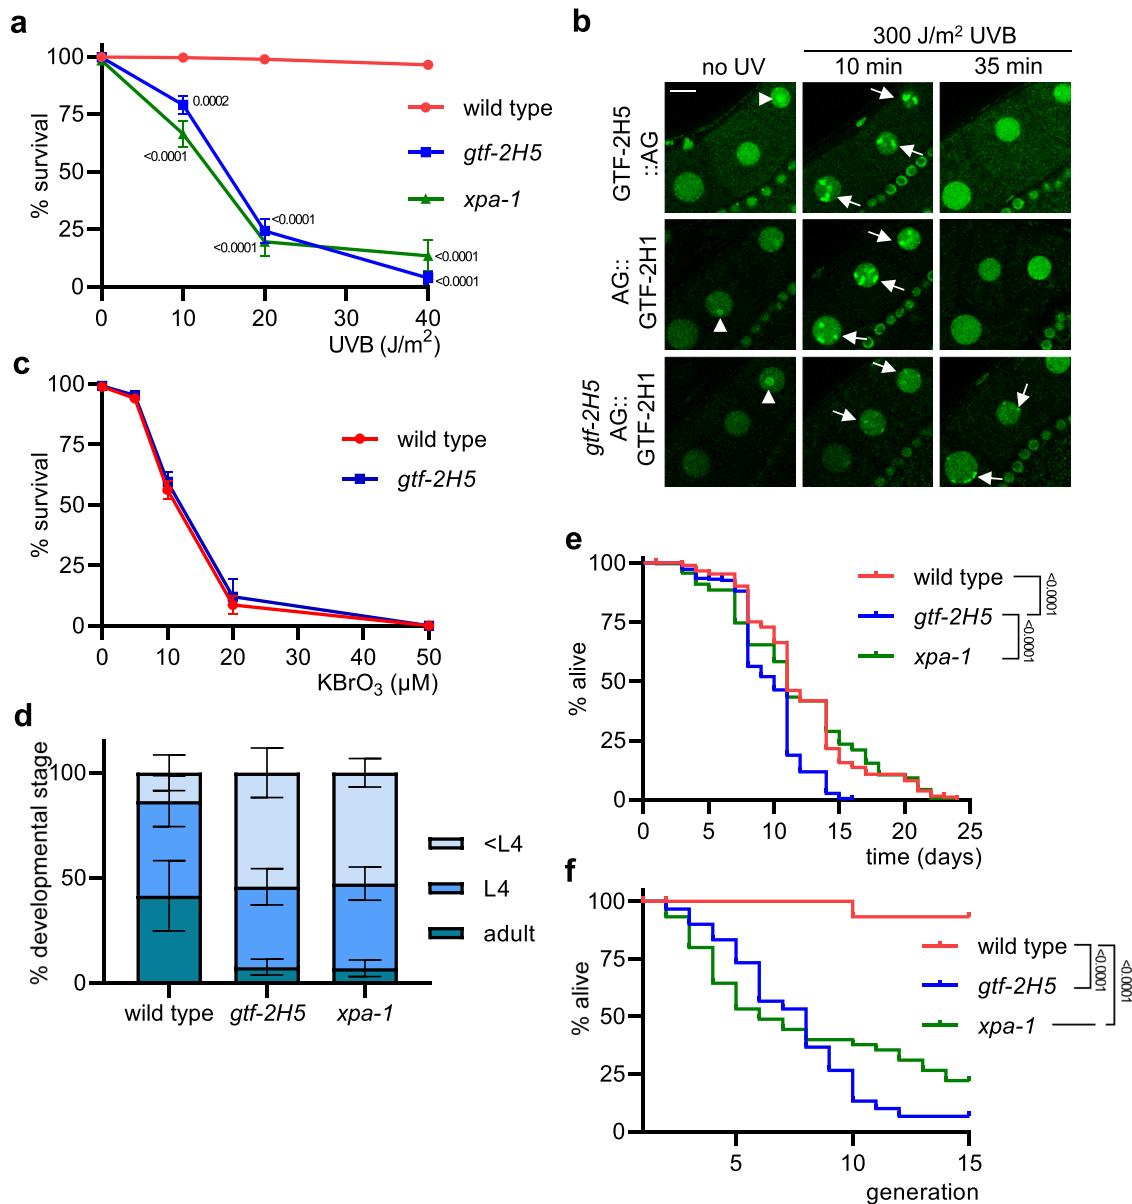 a
% survival
100
75
50
25
0
0
10
20
30
40
UVB (J/m²)
0.0002
<0.0001
<0.0001
<0.0001
<0.0001
<0.0001
wild type
gtf-2H5
xpa-1
b
300 J/m² UVB
no UV
10 min
35 min
GTF-2H5
::AG
AG::
GTF-2H1
gtf-2H5
AG::
GTF-2H1
c
% survival
100
75
50
25
0
0
10
20
30
40
50
KBrO₃ (µM)
wild type
gtf-2H5
d
% developmental stage
100
50
0
wild type
gtf-2H5
xpa-1
<L4
L4
adult
e
% alive
100
75
50
25
0
0
5
10
15
20
25
time (days)
wild type
gtf-2H5
xpa-1
<0.0001
<0.0001
f
% alive
100
75
50
25
0
5
10
15
generation
wild type
gtf-2H5
xpa-1
<0.0001
<0.0001